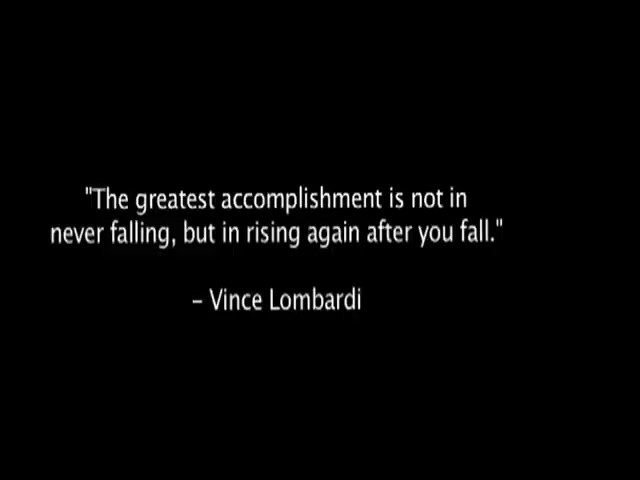 "The greatest accomplishment is not in
never falling, but in rising again after you fall."
– Vince Lombardi